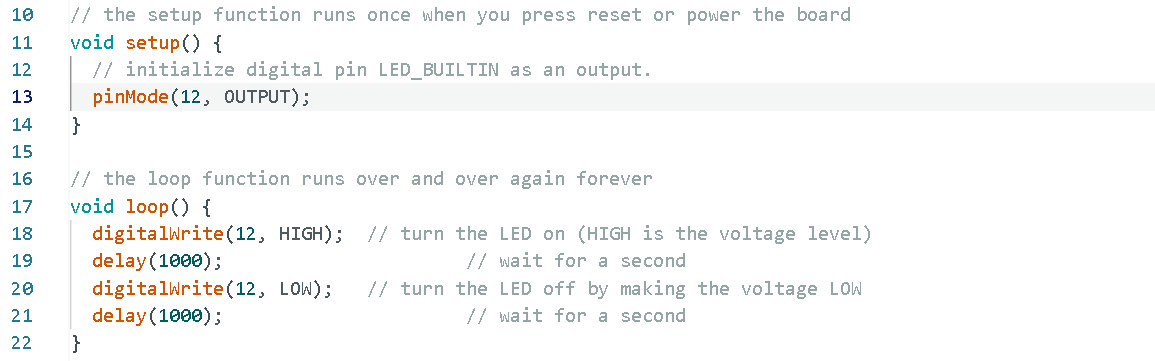 10 // the setup function runs once when you press reset or power the board
11 void setup() {
12   // initialize digital pin LED_BUILTIN as an output.
13   pinMode(12, OUTPUT);
14 }
15
16 // the loop function runs over and over again forever
17 void loop() {
18   digitalWrite(12, HIGH);  // turn the LED on (HIGH is the voltage level)
19   delay(1000);                      // wait for a second
20   digitalWrite(12, LOW);   // turn the LED off by making the voltage LOW
21   delay(1000);                      // wait for a second
22 }